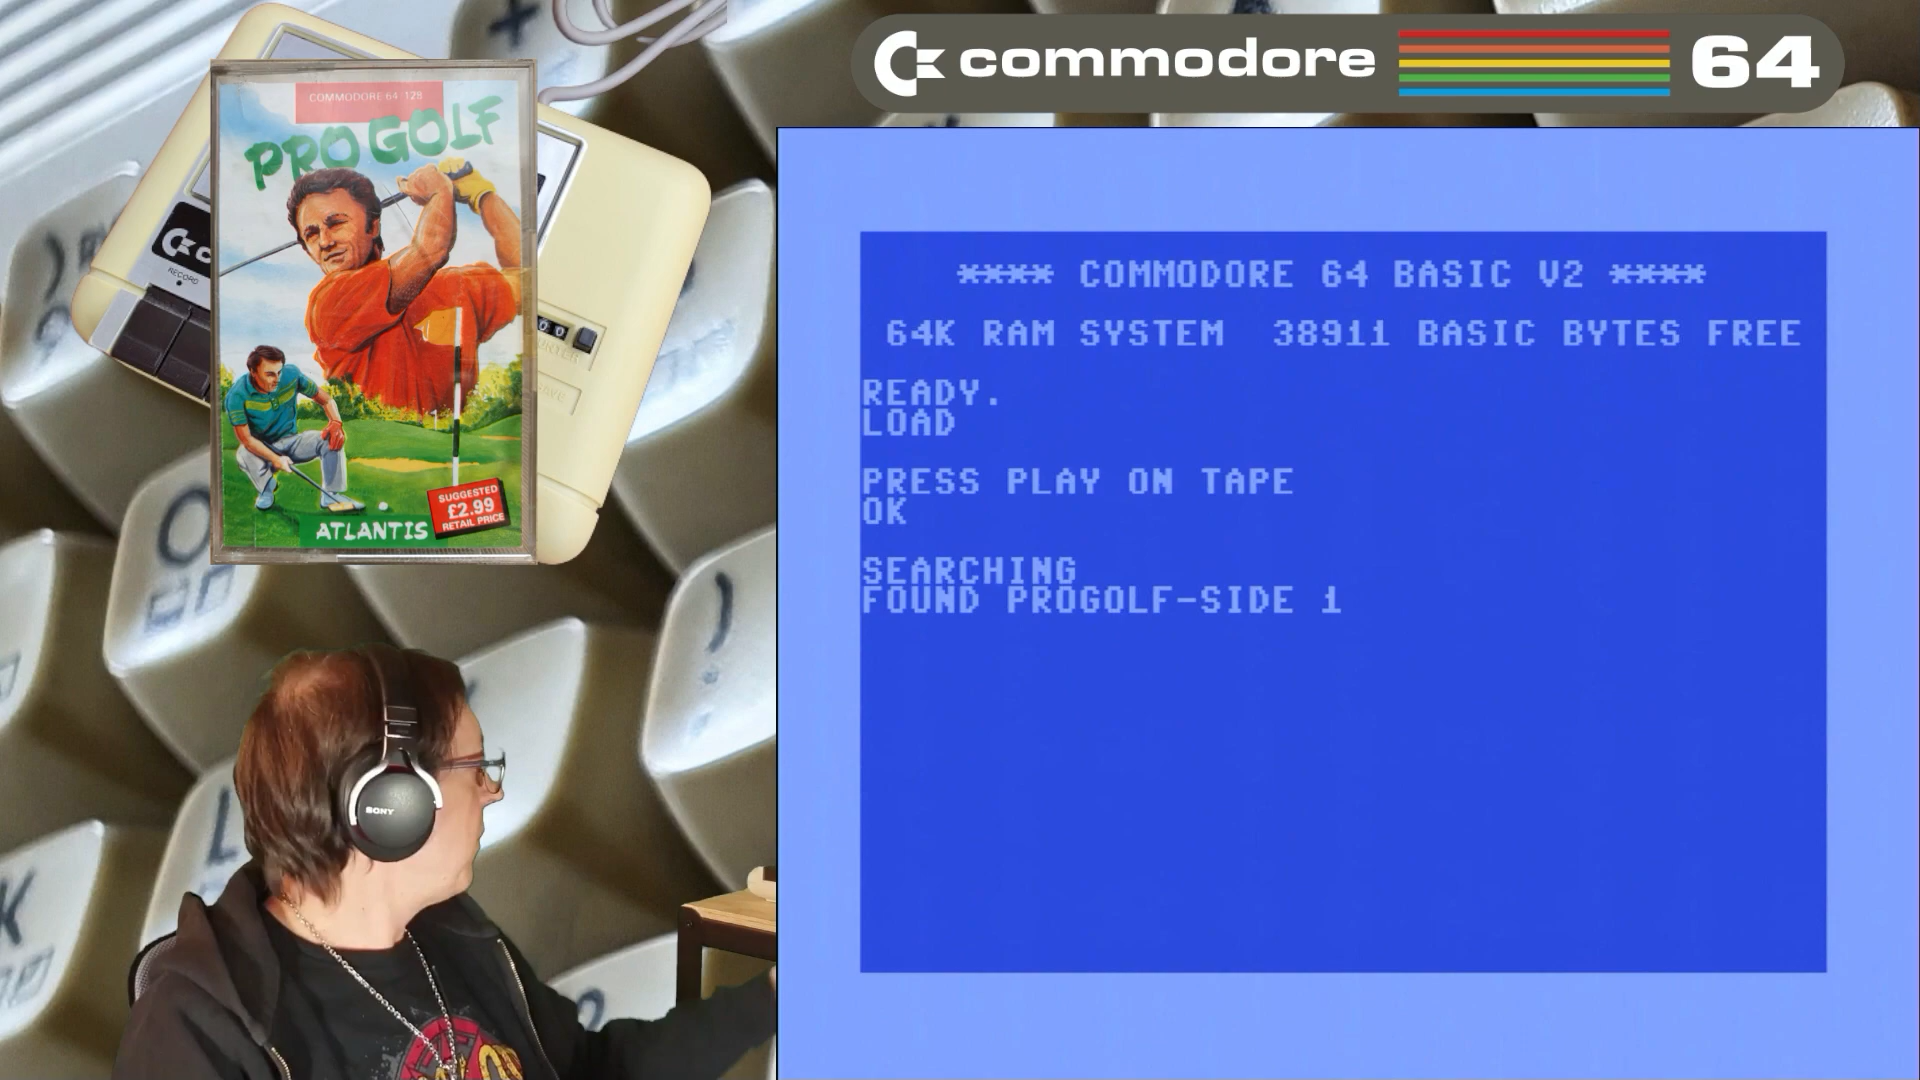 commodore 64
COMMODORE 64/128
PRO GOLF
RECORD
SUGGESTED
£2.99
RETAIL PRICE
ATLANTIS
**** COMMODORE 64 BASIC V2 ****
64K RAM SYSTEM  38911 BASIC BYTES FREE
READY.
LOAD
PRESS PLAY ON TAPE
OK
SEARCHING
FOUND PROGOLF-SIDE 1
SONY